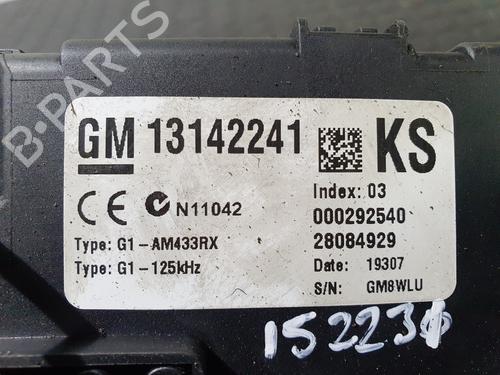 B-PARTS
GM 13142241 KS
Index: 03
CE N11042
000292540
Type: G1-AM433RX
28084929
Type: G1-125kHz
Date: 19307
S/N: GM8WLU